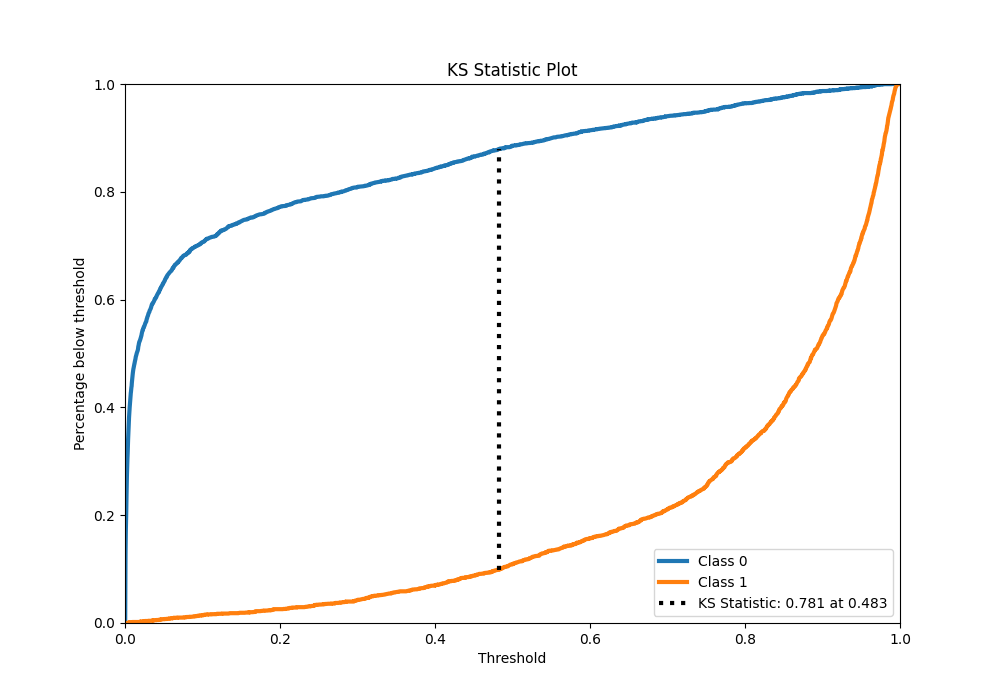 KS Statistic Plot
1.0
0.8
0.6
0.4
0.2
0.0
Percentage below threshold
0.0 0.2 0.4 0.6 0.8 1.0
Threshold
Class 0
Class 1
KS Statistic: 0.781 at 0.483